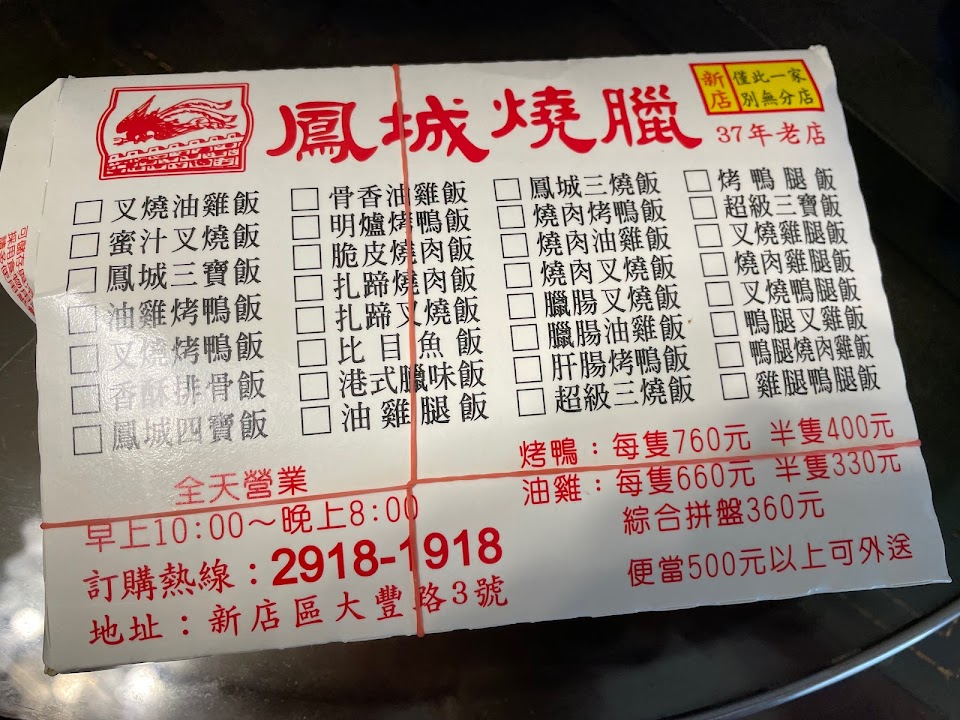 鳳城燒臘
新店
僅此一家
別無分店
37年老店
□叉燒油雞飯
□蜜汁叉燒飯
□鳳城三寶飯
□油雞烤鴨飯
□叉燒烤鴨飯
□香酥排骨飯
□鳳城四寶飯
□骨香油雞飯
□明爐烤鴨飯
□脆皮燒肉飯
□扎蹄燒肉飯
□扎蹄叉燒飯
□比目魚飯
□港式臘味飯
□油雞腿飯
□鳳城三燒飯
□燒肉烤鴨飯
□燒肉油雞飯
□燒肉叉燒飯
□臘腸叉燒飯
□臘腸油雞飯
□肝腸烤鴨飯
□超級三燒飯
□烤鴨腿飯
□超級三寶飯
□叉燒雞腿飯
□燒肉雞腿飯
□叉燒鴨腿飯
□鴨腿叉雞飯
□鴨腿燒肉雞飯
□雞腿鴨腿飯
全天營業
早上10:00～晚上8:00
訂購熱線：2918-1918
地址：新店區大豐路3號
烤鴨：每隻760元 半隻400元
油雞：每隻660元 半隻330元
綜合拼盤360元
便當500元以上可外送